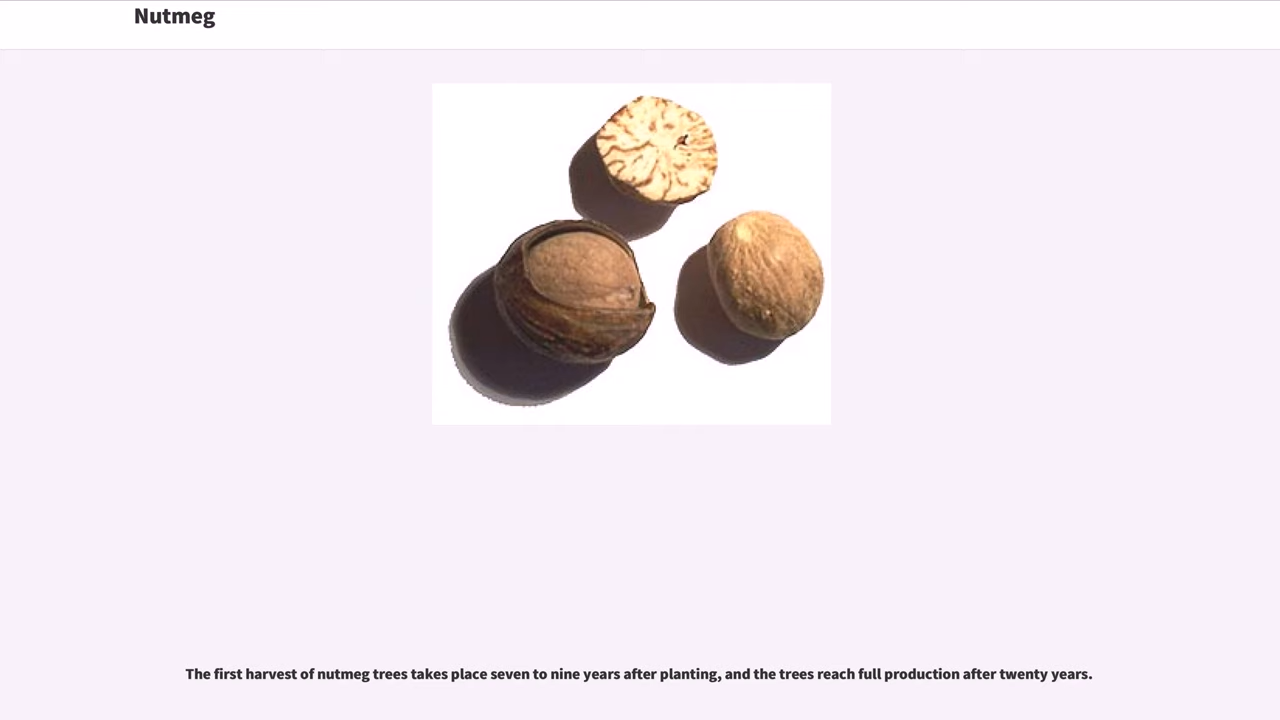 Nutmeg
The first harvest of nutmeg trees takes place seven to nine years after planting, and the trees reach full production after twenty years.